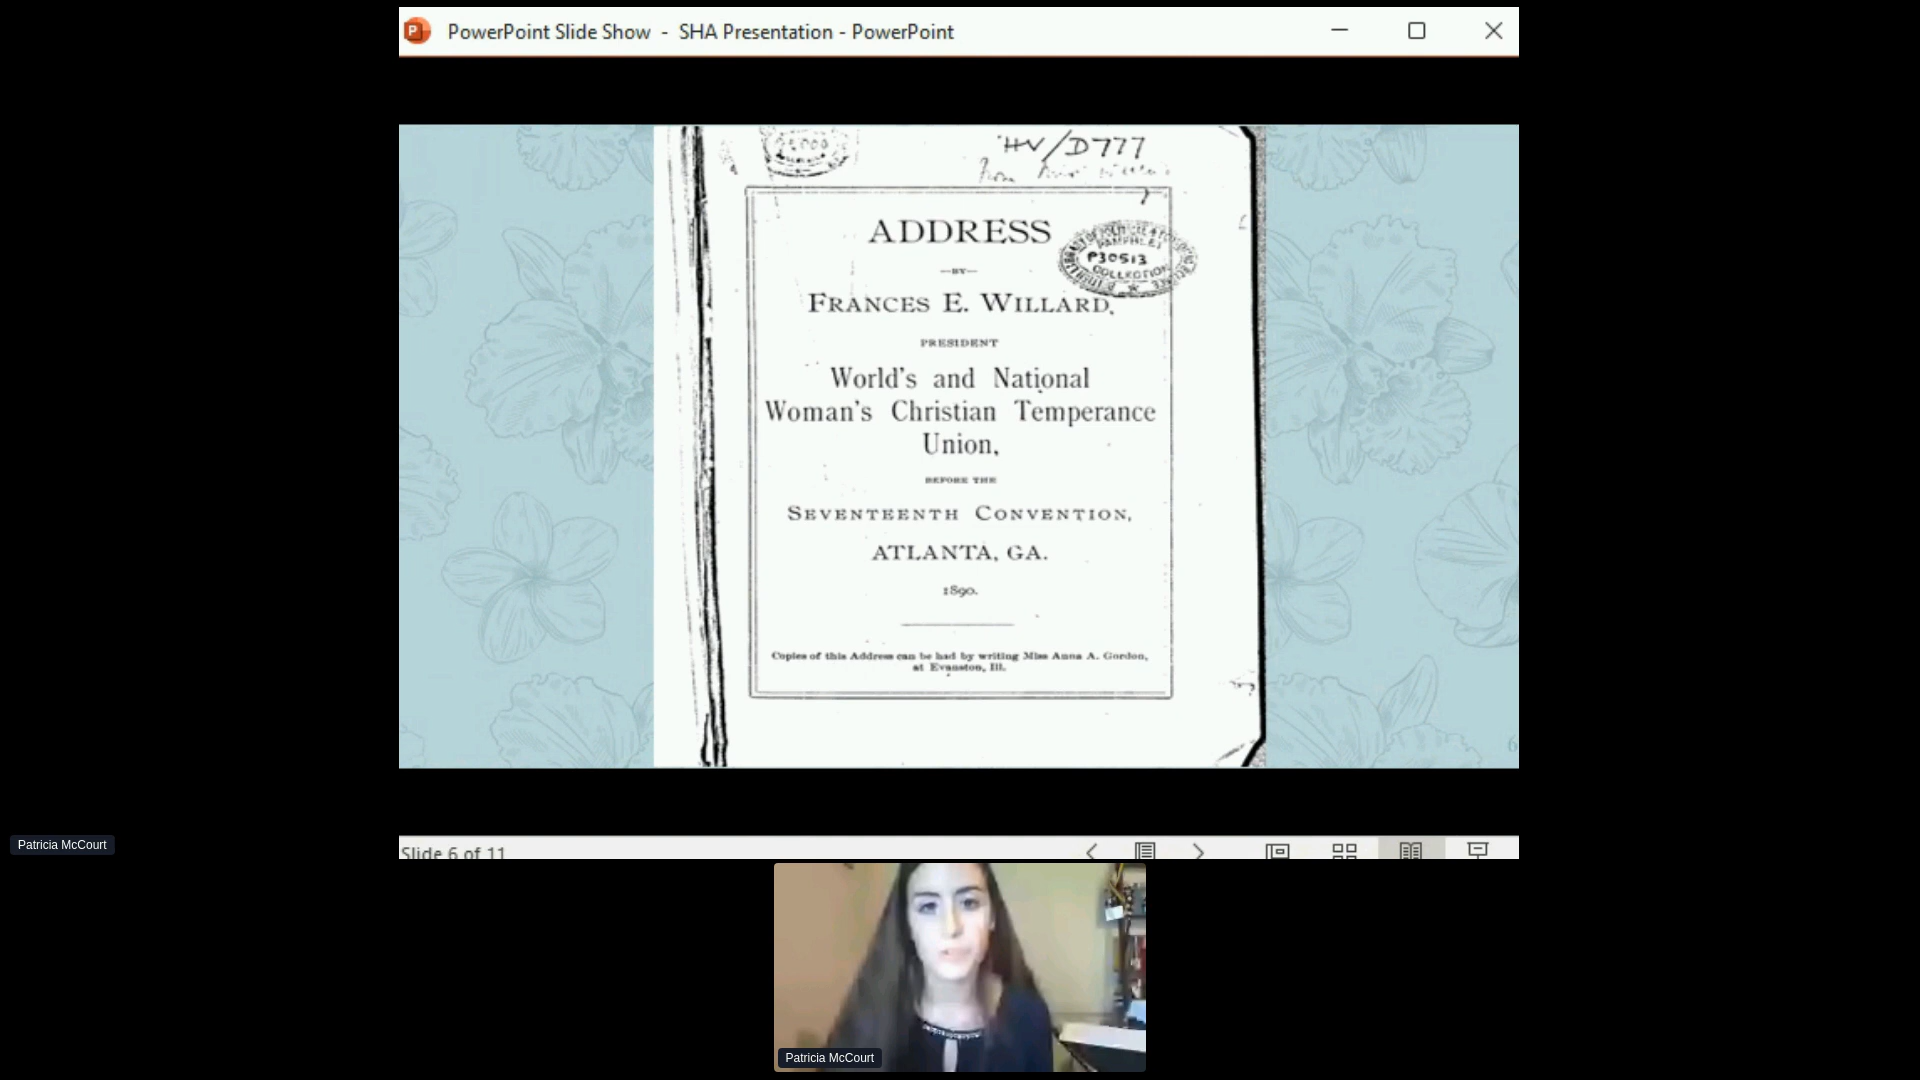 PowerPoint Slide Show - SHA Presentation - PowerPoint
HV/D777
ADDRESS
—BY—
FRANCES E. WILLARD,
PRESIDENT
World's and National
Woman's Christian Temperance
Union,
BEFORE THE
SEVENTEENTH CONVENTION,
ATLANTA, GA.
1890.
Copies of this Address can be had by writing Miss Anna A. Gordon,
at Evanston, Ill.
PAMPHLET
P30513
COLLECTION
6
Slide 6 of 11
Patricia McCourt
Patricia McCourt